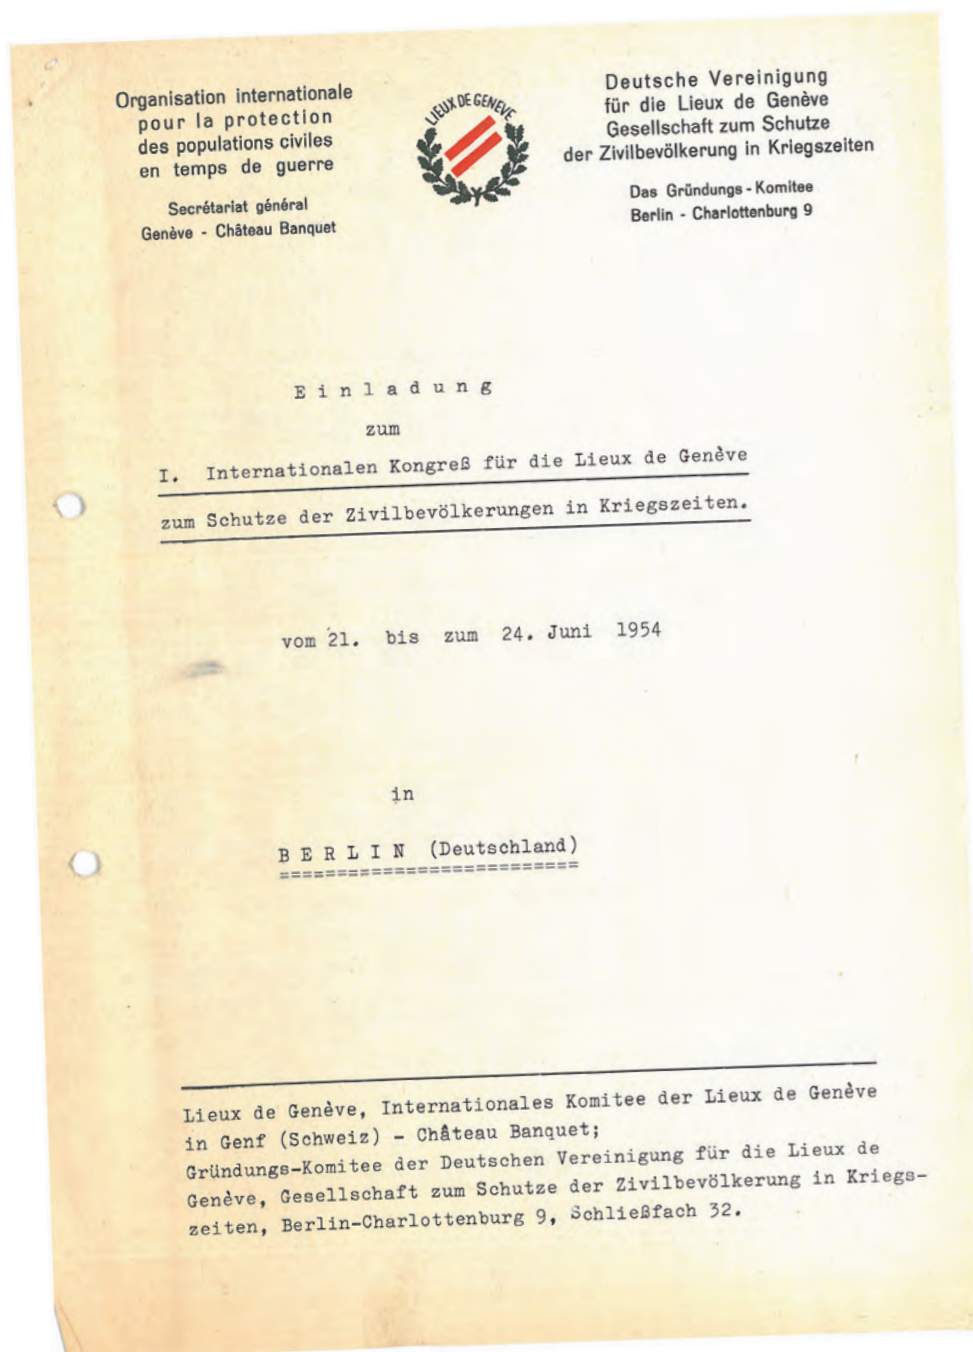 Organisation internationale
pour la protection
des populations civiles
en temps de guerre
Secrétariat général
Genève - Château Banquet
LIEUX DE GENEVE
Deutsche Vereinigung
für die Lieux de Genève
Gesellschaft zum Schutze
der Zivilbevölkerung in Kriegszeiten
Das Gründungs - Komitee
Berlin - Charlottenburg 9
E i n l a d u n g
zum
I. Internationalen Kongreß für die Lieux de Genève
zum Schutze der Zivilbevölkerungen in Kriegszeiten.
vom 21. bis zum 24. Juni 1954
in
B E R L I N (Deutschland)
Lieux de Genève, Internationales Komitee der Lieux de Genève
in Genf (Schweiz) - Château Banquet;
Gründungs-Komitee der Deutschen Vereinigung für die Lieux de
Genève, Gesellschaft zum Schutze der Zivilbevölkerung in Kriegs-
zeiten, Berlin-Charlottenburg 9, Schließfach 32.